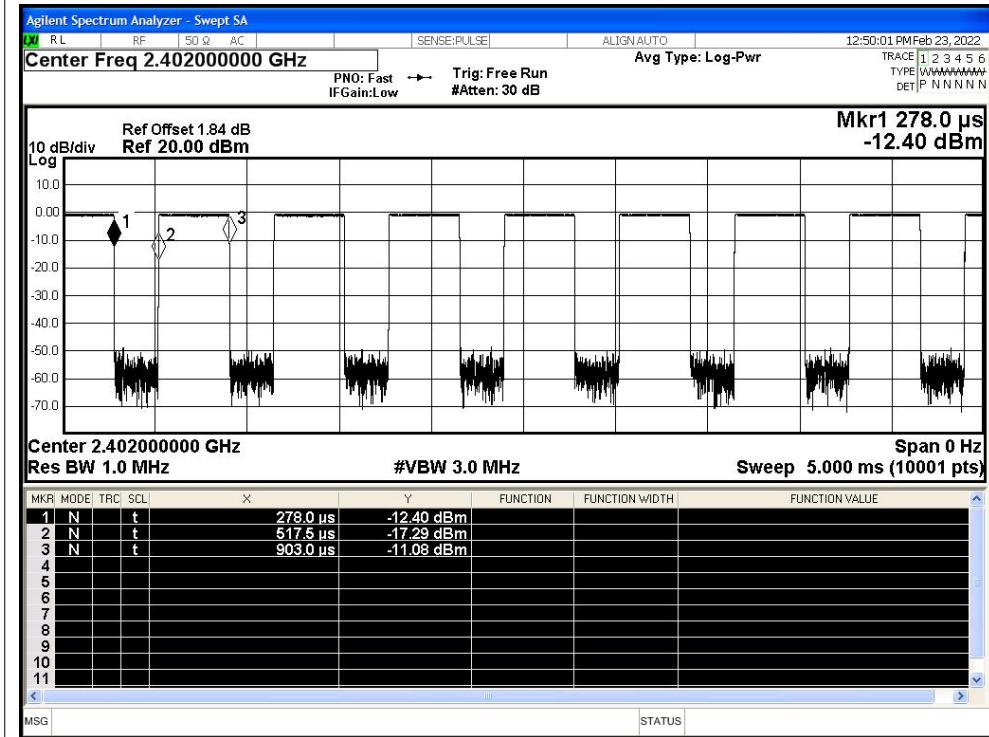 Agilent Spectrum Analyzer - Swept SA
LXI RL RF 50 Ω AC SENSE:PULSE ALIGN AUTO 12:50:01 PM Feb 23, 2022
Center Freq 2.402000000 GHz
PNO: Fast Trig: Free Run
IFGain:Low #Atten: 30 dB
Avg Type: Log-Pwr
TRACE 1 2 3 4 5 6
TYPE W
DET P N N N N N
Mkr1 278.0 µs
-12.40 dBm
Ref Offset 1.84 dB
10 dB/div Ref 20.00 dBm
Log
10.0
0.00
-10.0
-20.0
-30.0
-40.0
-50.0
-60.0
-70.0
1
2
3
Center 2.402000000 GHz Span 0 Hz
Res BW 1.0 MHz #VBW 3.0 MHz Sweep 5.000 ms (10001 pts)
MKR MODE TRC SCL X Y FUNCTION FUNCTION WIDTH FUNCTION VALUE
1 N t 278.0 µs -12.40 dBm
2 N t 517.5 µs -17.29 dBm
3 N t 903.0 µs -11.08 dBm
4
5
6
7
8
9
10
11
MSG STATUS